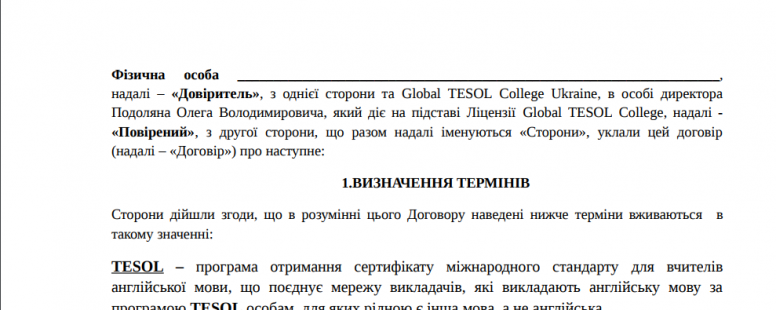 Фізична особа ___________________________________________________________________,
надалі – «Довіритель», з однієї сторони та Global TESOL College Ukraine, в особі директора
Подоляна Олега Володимировича, який діє на підставі Ліцензії Global TESOL College, надалі -
«Повірений», з другої сторони, що разом надалі іменуються «Сторони», уклали цей договір
(надалі – «Договір») про наступне:
1.ВИЗНАЧЕННЯ ТЕРМІНІВ
Сторони дійшли згоди, що в розумінні цього Договору наведені нижче терміни вживаються в
такому значенні:
TESOL – програма отримання сертифікату міжнародного стандарту для вчителів
англійської мови, що поєднує мережу викладачів, які викладають англійську мову за
програмою TESOL особам, для яких рідною є інша мова, а не англійська.